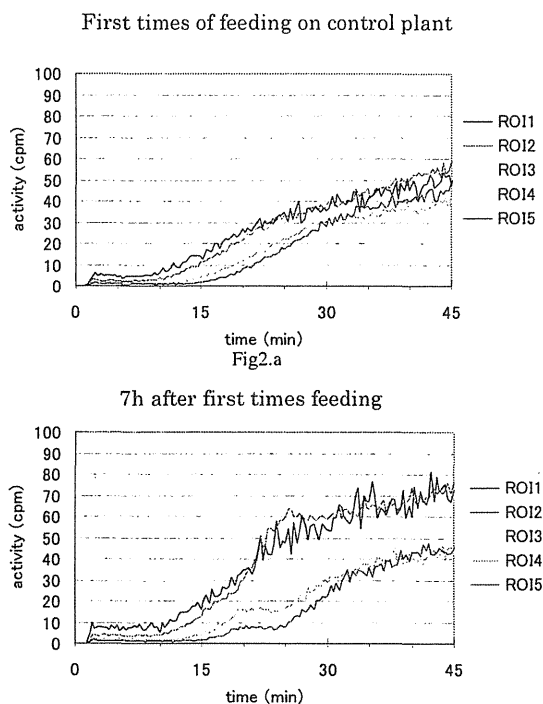 First times of feeding on control plant
100
90
80
70
60
50
40
30
20
10
0
activity (cpm)
0 15 30 45
time (min)
ROI1
ROI2
ROI3
ROI4
ROI5
Fig2.a
7h after first times feeding
100
90
80
70
60
50
40
30
20
10
0
activity (cpm)
0 15 30 45
time (min)
ROI1
ROI2
ROI3
ROI4
ROI5